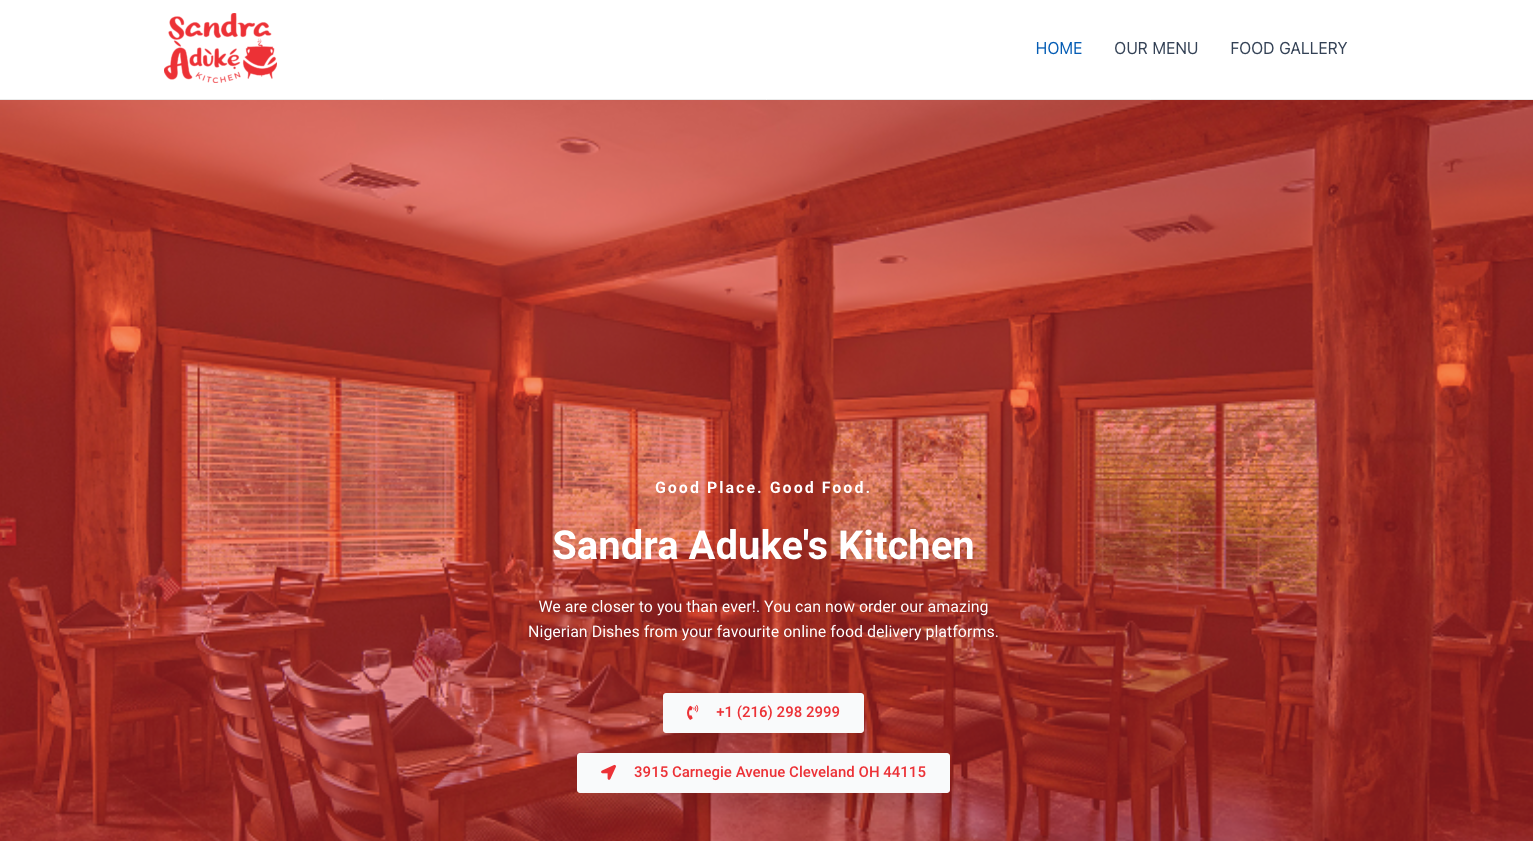 Sandra
Àdùkẹ́
KITCHEN
HOME
OUR MENU
FOOD GALLERY
Good Place. Good Food.
Sandra Aduke's Kitchen
We are closer to you than ever!. You can now order our amazing
Nigerian Dishes from your favourite online food delivery platforms.
+1 (216) 298 2999
3915 Carnegie Avenue Cleveland OH 44115